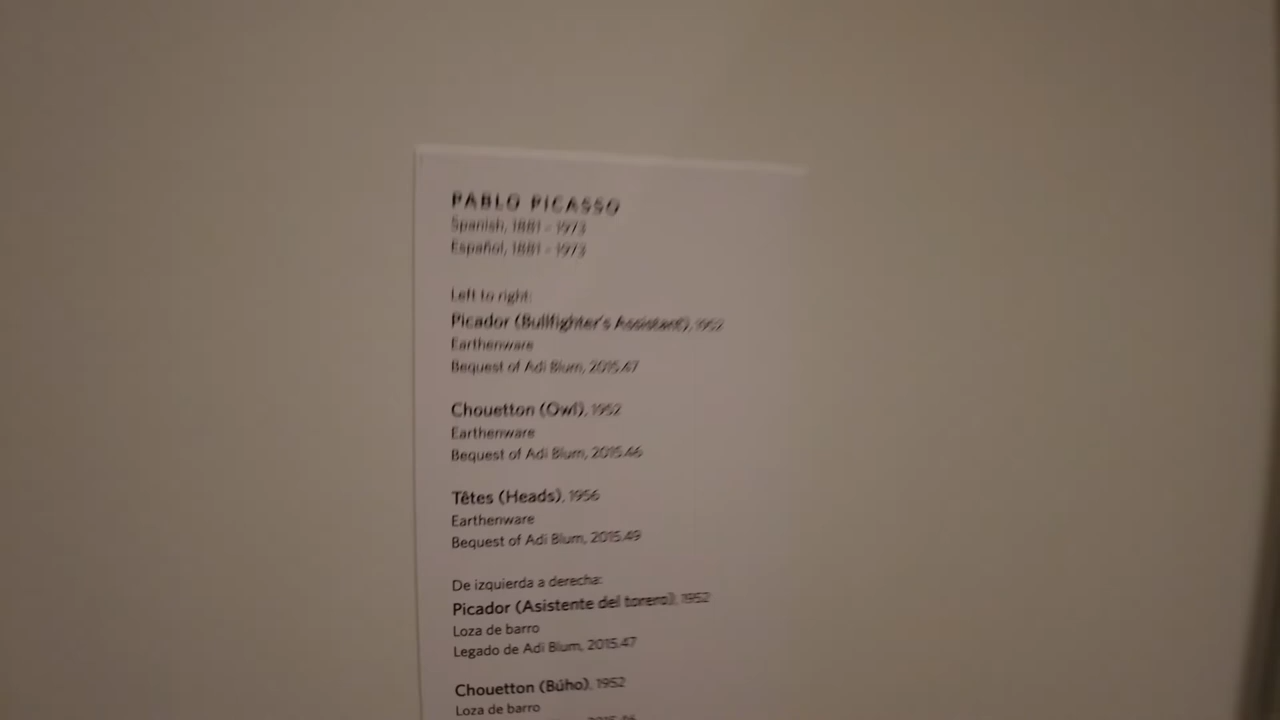 PABLO PICASSO
Spanish, 1881 - 1973
Español, 1881 - 1973
Left to right:
Picador (Bullfighter's Assistant), 1952
Earthenware
Bequest of Adi Blum, 2015.47
Chouetton (Owl), 1952
Earthenware
Bequest of Adi Blum, 2015.46
Têtes (Heads), 1956
Earthenware
Bequest of Adi Blum, 2015.49
De izquierda a derecha:
Picador (Asistente del torero), 1952
Loza de barro
Legado de Adi Blum, 2015.47
Chouetton (Búho), 1952
Loza de barro